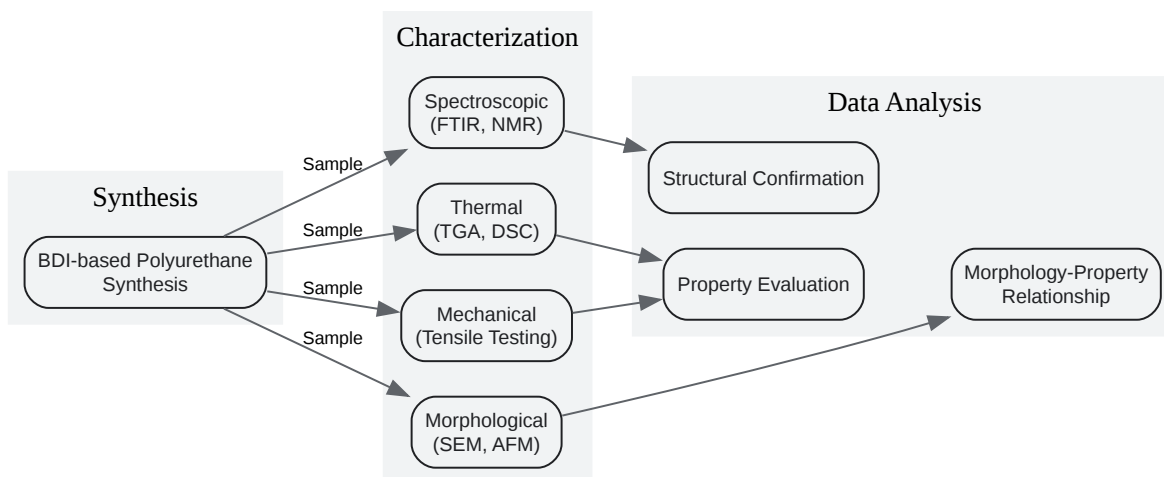 Characterization
Spectroscopic
(FTIR, NMR)
Data Analysis
Sample
Structural Confirmation
Synthesis
Thermal
(TGA, DSC)
Sample
BDI-based Polyurethane
Synthesis
Property Evaluation
Morphology-Property
Relationship
Sample
Mechanical
(Tensile Testing)
Sample
Morphological
(SEM, AFM)